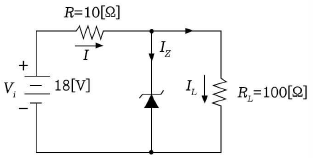 R=10[Ω]
I
I_Z
V_i
+
−
18[V]
I_L
R_L=100[Ω]